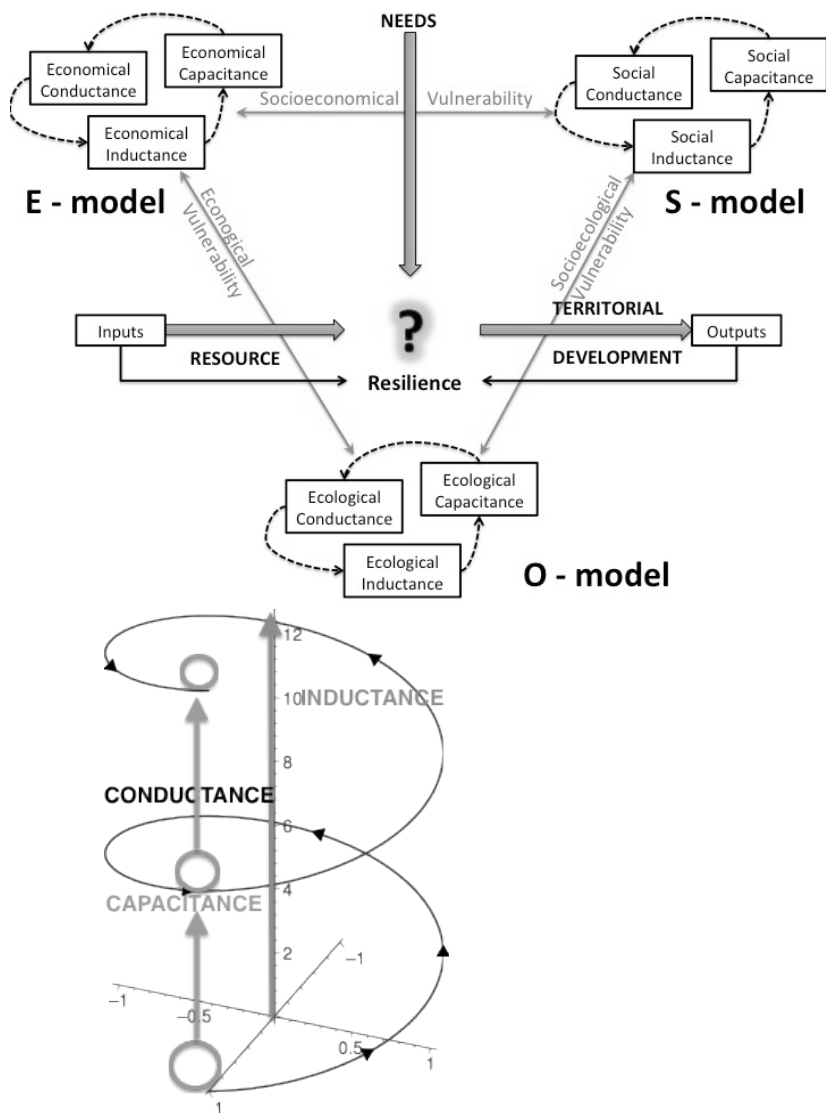 NEEDS
Economical
Capacitance
Economical
Conductance
Economical
Inductance
E - model
Socioeconomical Vulnerability
Social
Capacitance
Social
Conductance
Social
Inductance
S - model
Econogical
Vulnerability
Socioecological
Vulnerability
Inputs
RESOURCE
?
Resilience
TERRITORIAL
DEVELOPMENT
Outputs
Ecological
Capacitance
Ecological
Conductance
Ecological
Inductance
O - model
12
10
INDUCTANCE
8
CONDUCTANCE
6
4
CAPACITANCE
2
−1
−1
−0.5
0.5
1
1